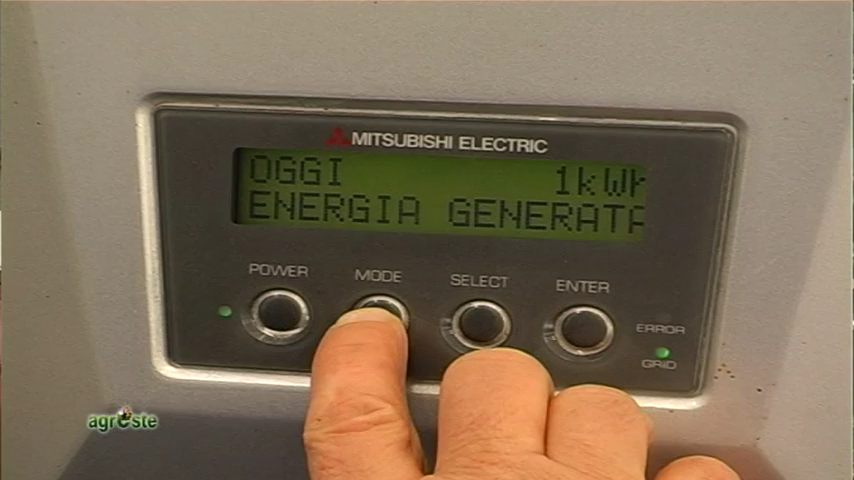 MITSUBISHI ELECTRIC
OGGI 1kWh
ENERGIA GENERATA
POWER MODE SELECT ENTER
ERROR
GRID
agreste